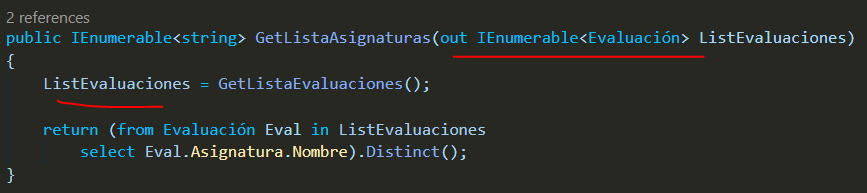 2 references
public IEnumerable<string> GetListaAsignaturas(out IEnumerable<Evaluación> ListEvaluaciones)
{
    ListEvaluaciones = GetListaEvaluaciones();
    return (from Evaluación Eval in ListEvaluaciones
        select Eval.Asignatura.Nombre).Distinct();
}